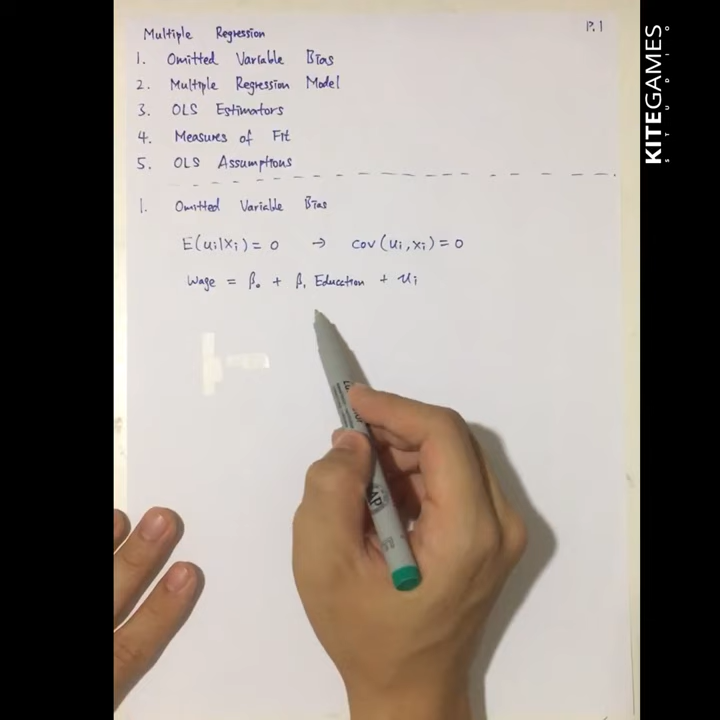 P.1
Multiple Regression
1. Omitted Variable Bias
2. Multiple Regression Model
3. OLS Estimators
4. Measures of Fit
5. OLS Assumptions
1. Omitted Variable Bias
E(ui|xi) = 0 → cov(ui, xi) = 0
Wage = β₀ + β₁ Education + ui
KITEGAMES
STUDIO